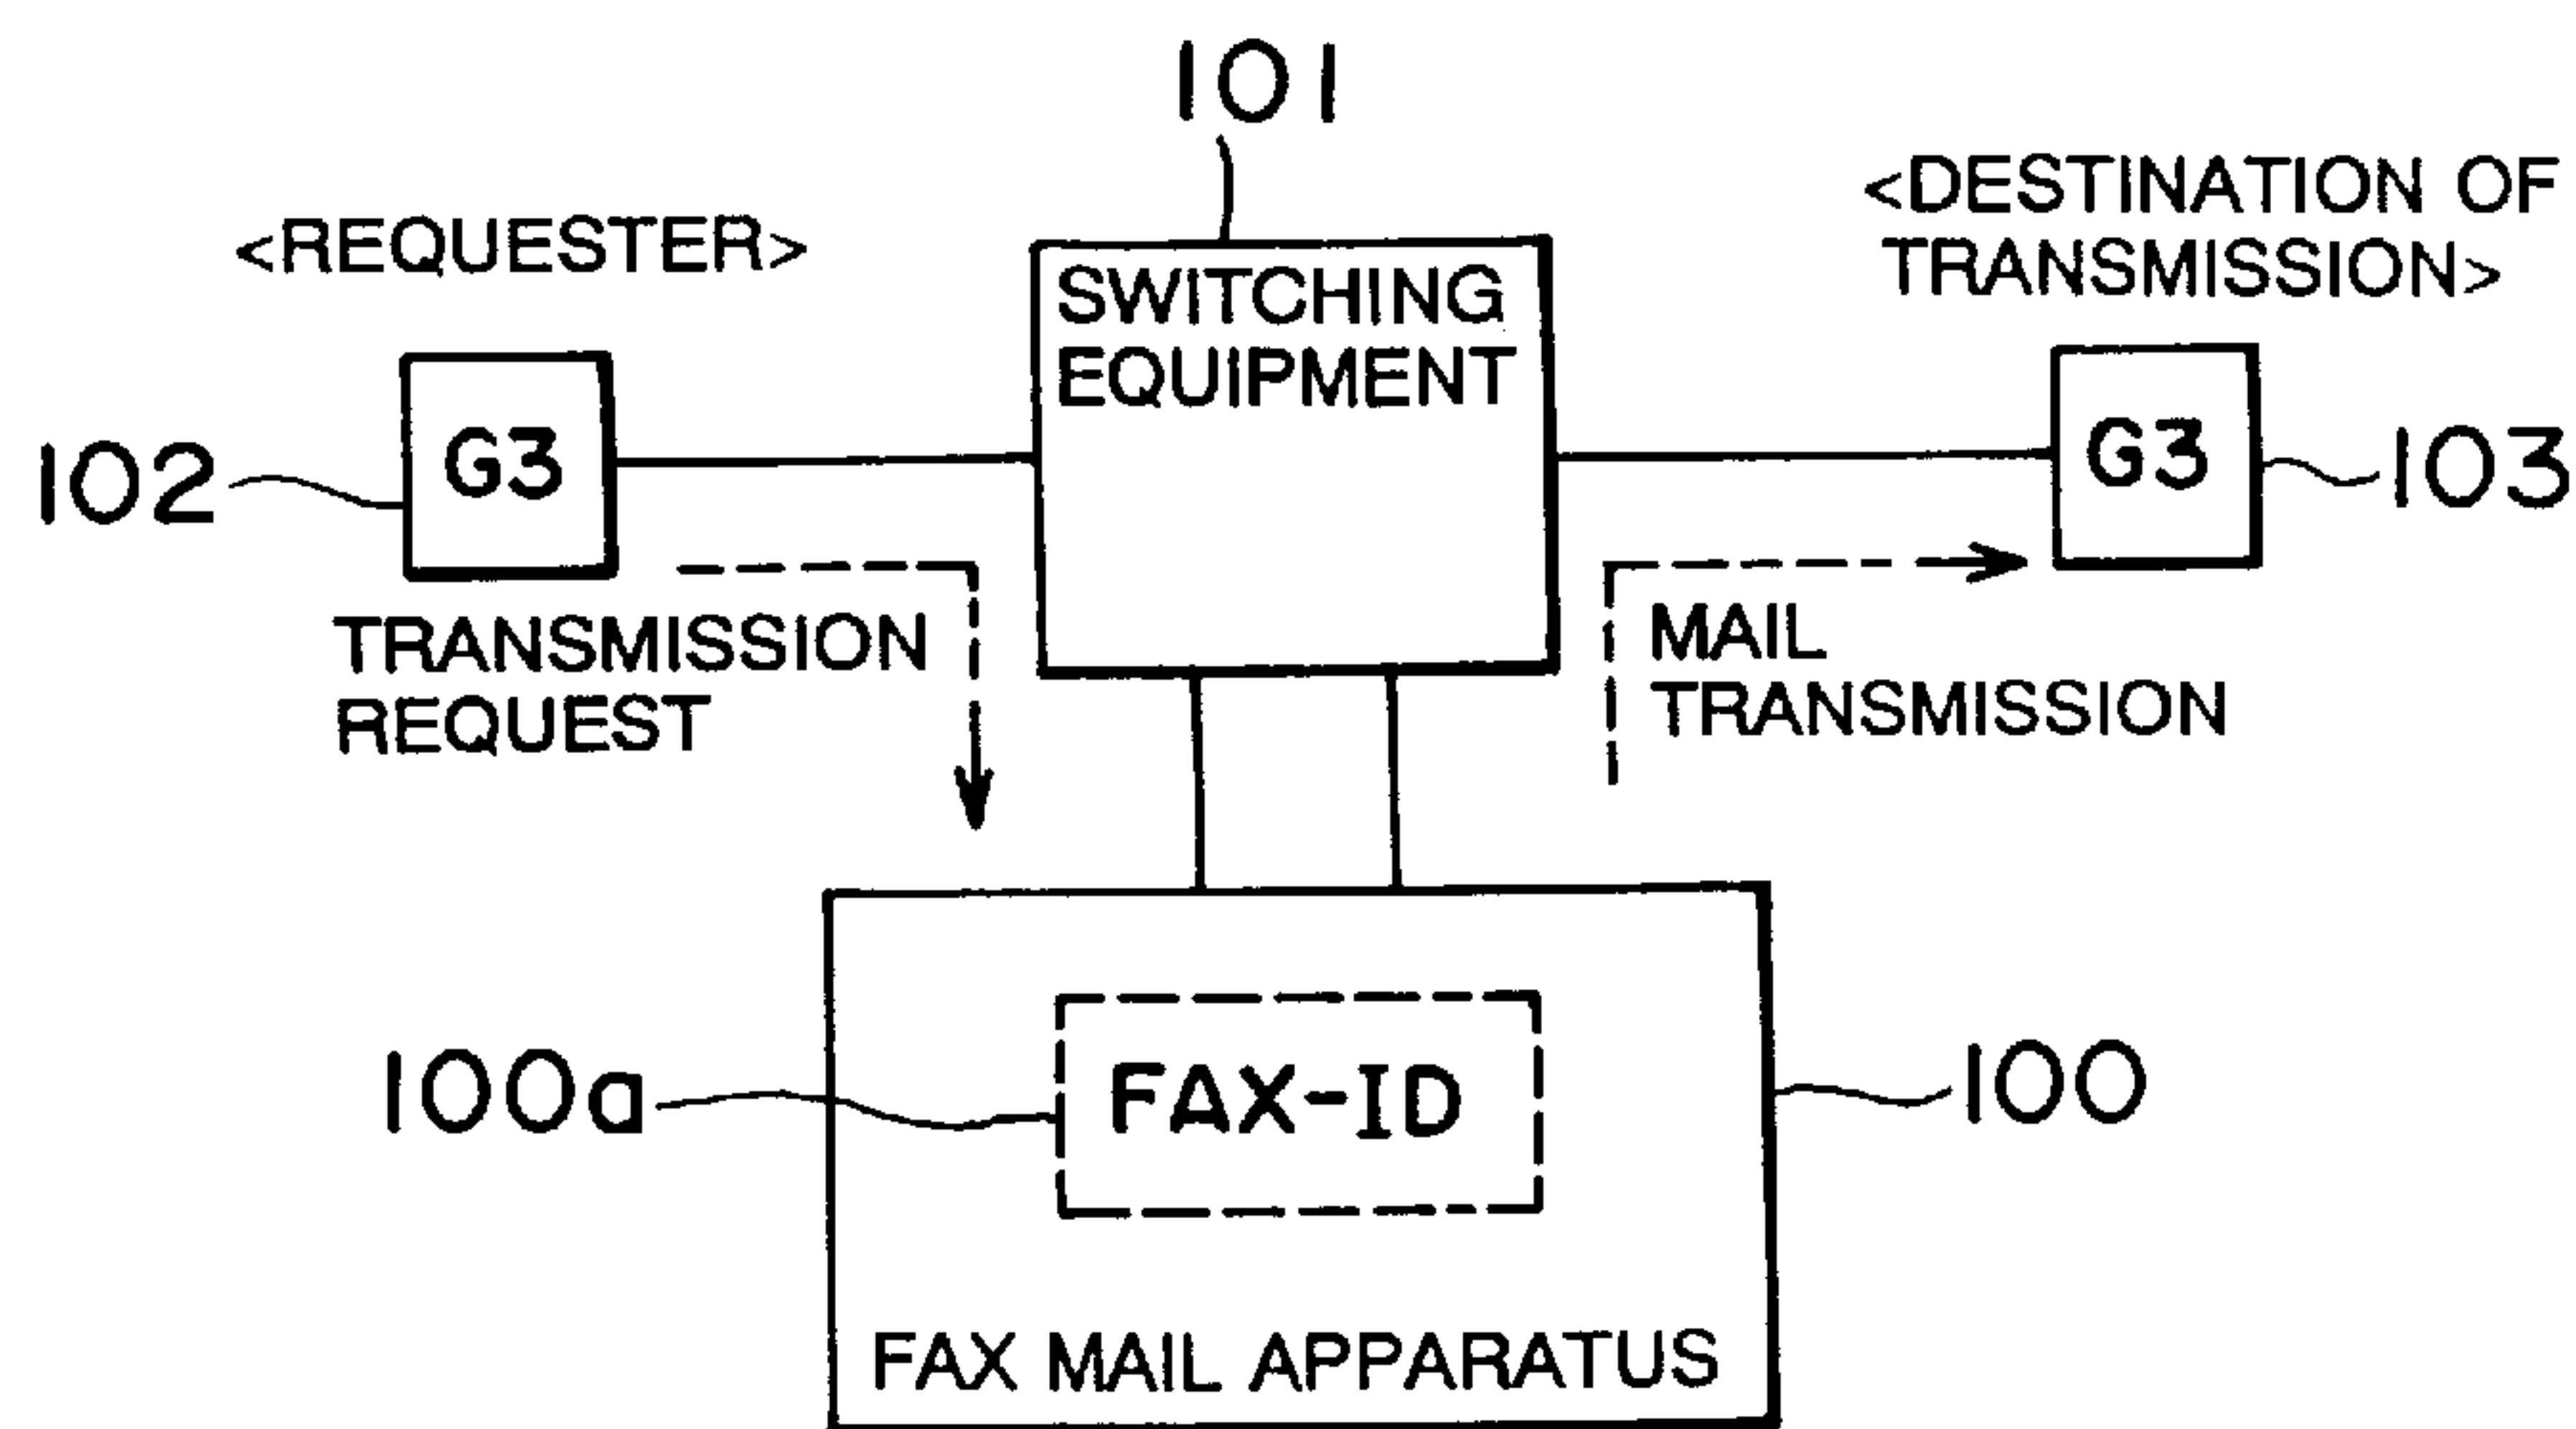 101
<REQUESTER>
<DESTINATION OF
TRANSMISSION>
SWITCHING
EQUIPMENT
102
G3
G3
103
TRANSMISSION
REQUEST
MAIL
TRANSMISSION
100a
FAX-ID
100
FAX MAIL APPARATUS